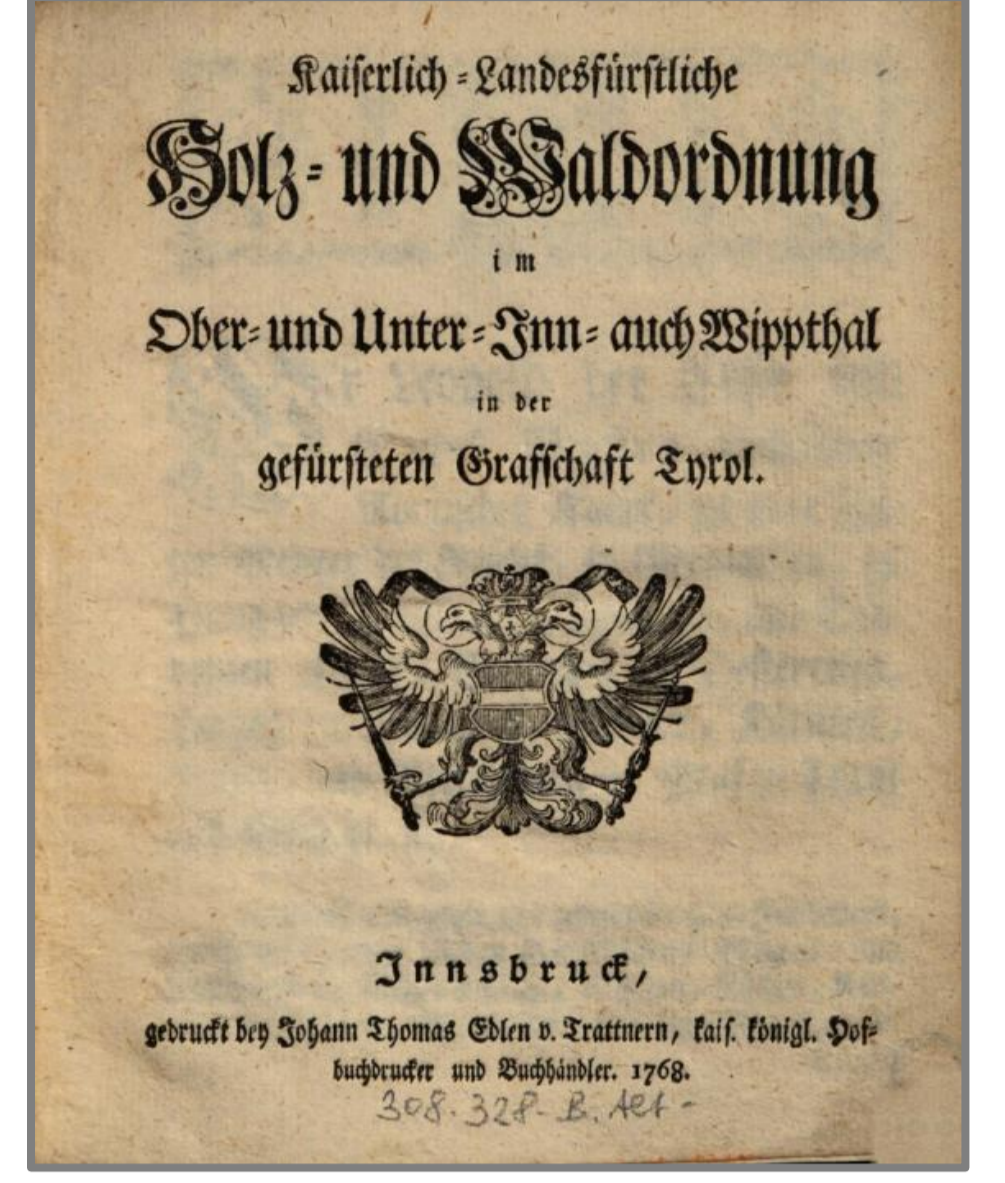 Kaiserlich-Landesfürstliche
Holz- und Waldordnung
im
Ober- und Unter-Inn- auch Wippthal
in der
gefürsteten Grafschaft Tyrol.
Innsbruck,
gedruckt bey Johann Thomas Edlen v. Trattnern, kais. königl. Hof-
buchdrucker und Buchhändler. 1768.
308.328-B. Alt-